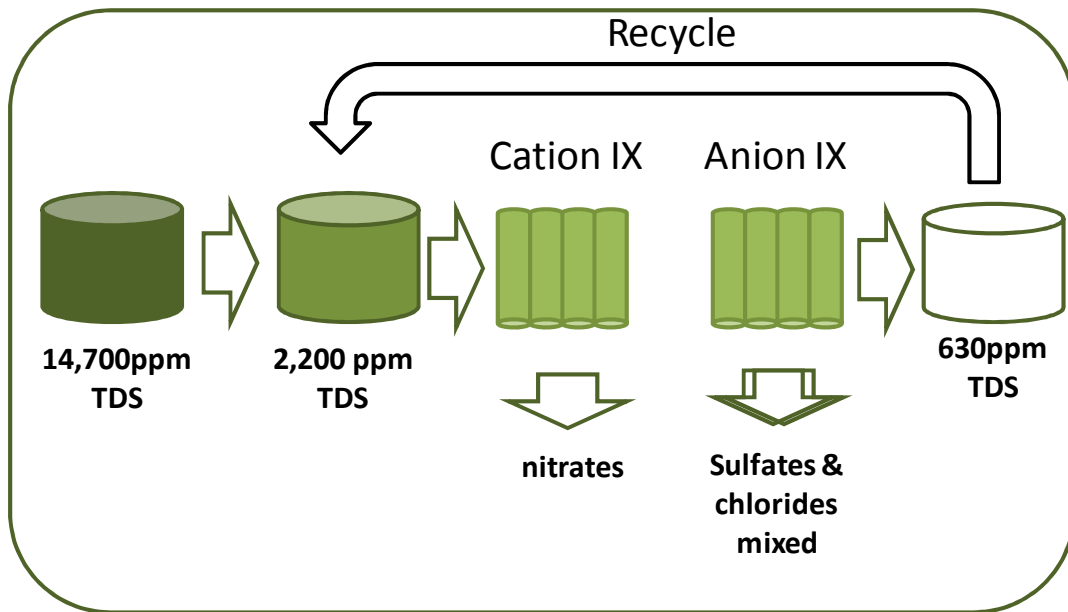 Recycle
Cation IX
Anion IX
14,700ppm
TDS
2,200 ppm
TDS
630ppm
TDS
nitrates
Sulfates &
chlorides
mixed